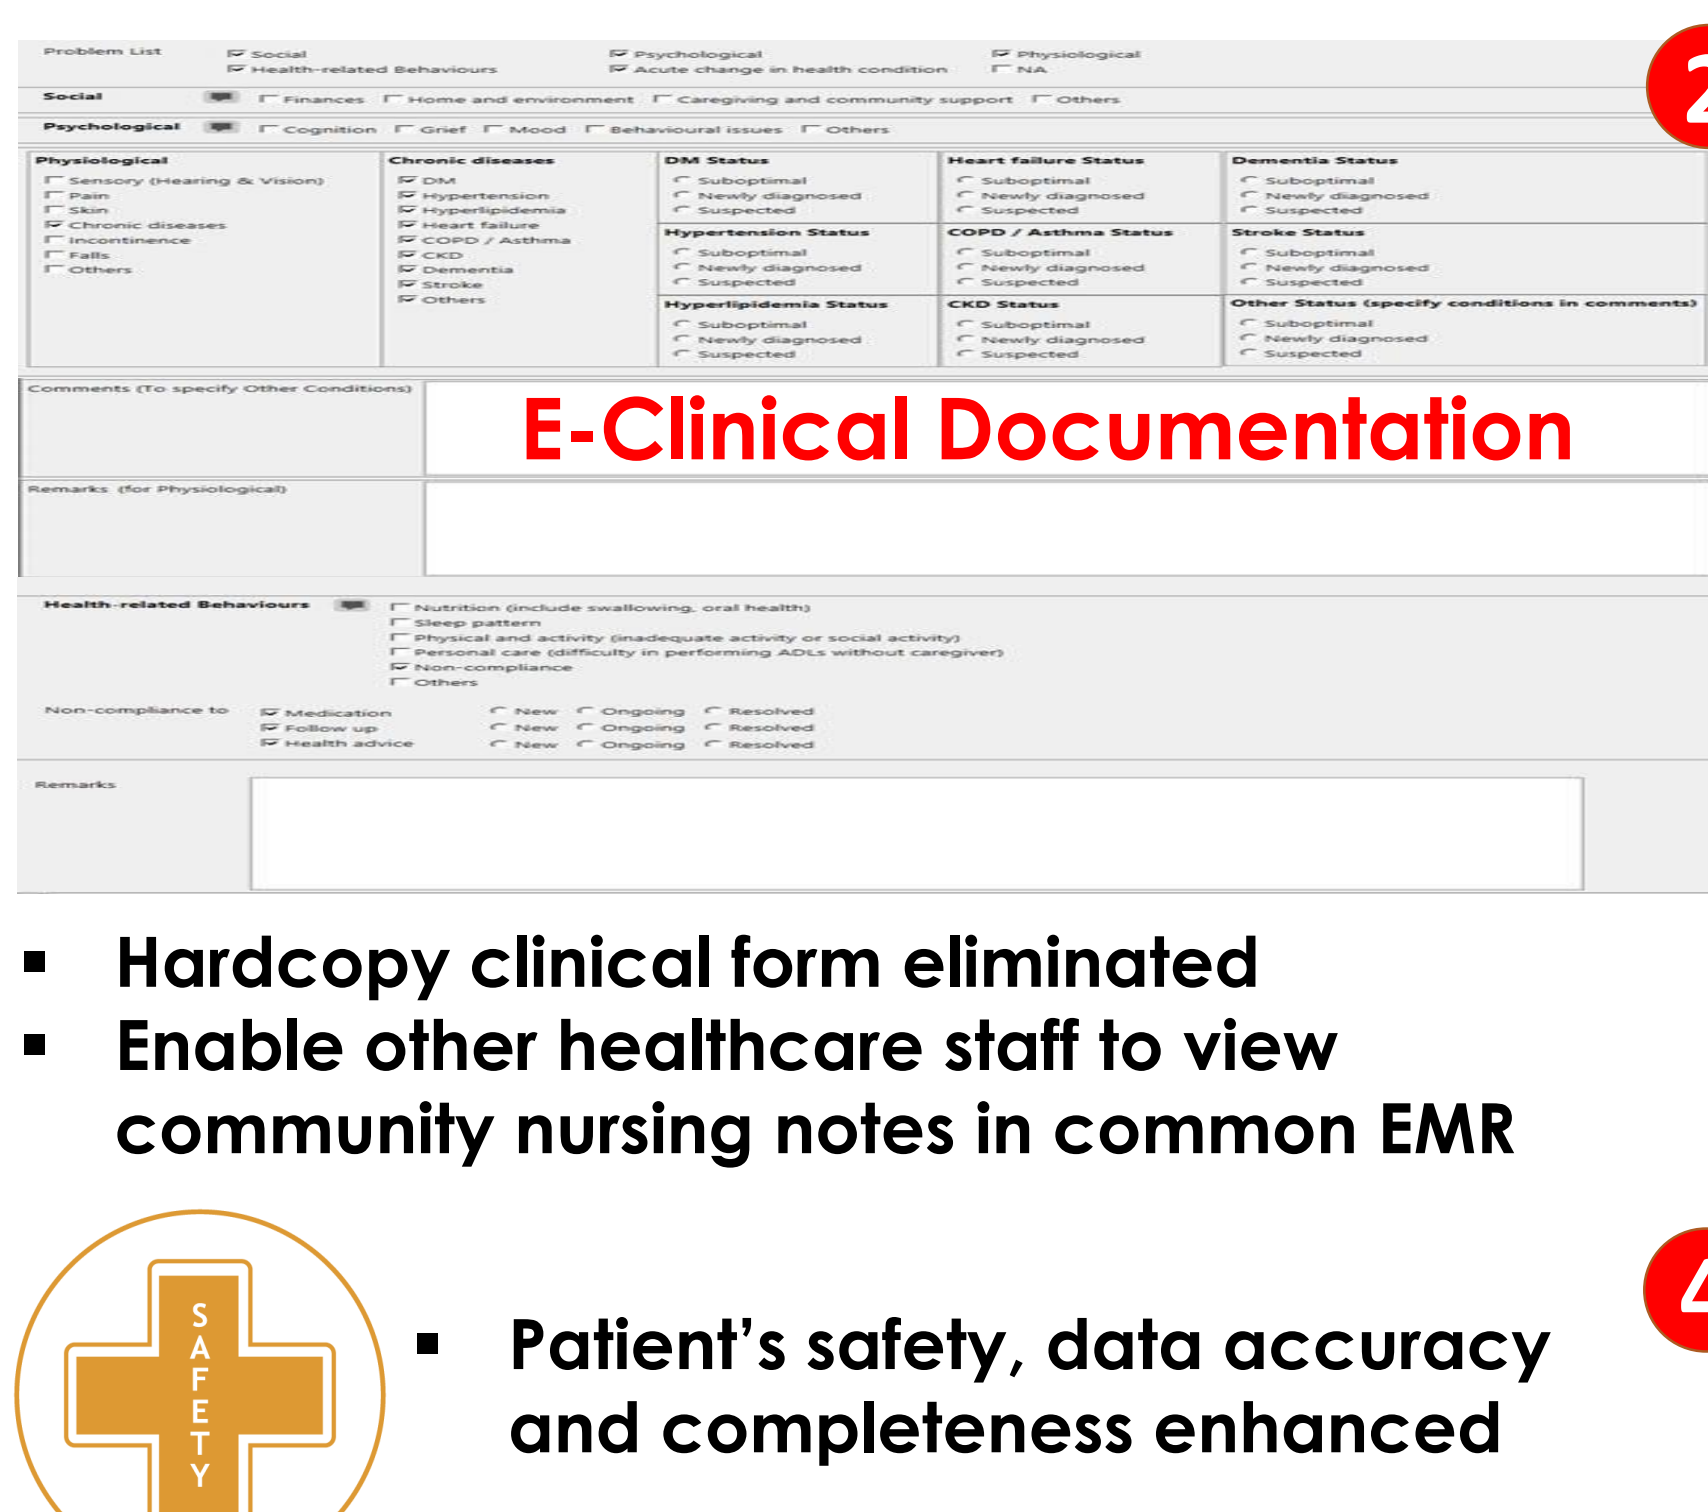 Problem List Social Psychological Physiological
Health-related Behaviours Acute change in health condition NA
2
Social Finances Home and environment Caregiving and community support Others
Psychological Cognition Grief Mood Behavioural issues Others
Physiological
Sensory (Hearing & Vision)
Pain
Skin
Chronic diseases
Incontinence
Falls
Others
Chronic diseases
DM
Hypertension
Hyperlipidemia
Heart failure
COPD / Asthma
CKD
Dementia
Stroke
Others
DM Status
Suboptimal
Newly diagnosed
Suspected
Heart failure Status
Suboptimal
Newly diagnosed
Suspected
Dementia Status
Suboptimal
Newly diagnosed
Suspected
Hypertension Status
Suboptimal
Newly diagnosed
Suspected
COPD / Asthma Status
Suboptimal
Newly diagnosed
Suspected
Stroke Status
Suboptimal
Newly diagnosed
Suspected
Hyperlipidemia Status
Suboptimal
Newly diagnosed
Suspected
CKD Status
Suboptimal
Newly diagnosed
Suspected
Other Status (specify conditions in comments)
Suboptimal
Newly diagnosed
Suspected
Comments (To specify Other Conditions)
E-Clinical Documentation
Remarks (for Physiological)
Health-related Behaviours
Nutrition (include swallowing, oral health)
Sleep pattern
Physical and activity (inadequate activity or social activity)
Personal care (difficulty in performing ADLs without caregiver)
Non-compliance
Others
Non-compliance to Medication New Ongoing Resolved
Follow up New Ongoing Resolved
Health advice New Ongoing Resolved
Remarks
▪ Hardcopy clinical form eliminated
▪ Enable other healthcare staff to view
community nursing notes in common EMR
4
SAFETY
▪ Patient’s safety, data accuracy
and completeness enhanced